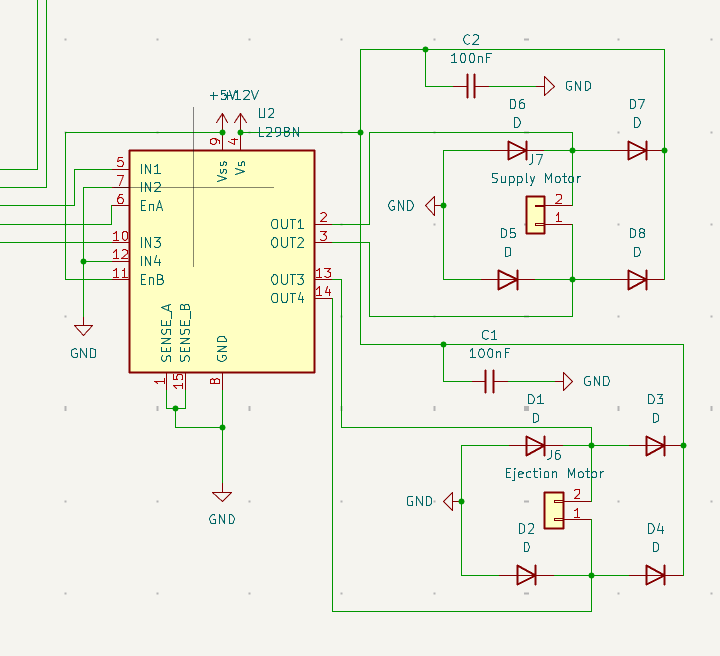 C2
100nF
GND
+5V
+12V
U2
L298N
D6
D
D7
D
9
4
Vss
Vs
J7
Supply Motor
5
IN1
7
IN2
6
EnA
10
IN3
12
IN4
11
EnB
OUT1
2
OUT2
3
OUT3
13
OUT4
14
GND
2
1
D5
D
D8
D
SENSE_A
SENSE_B
GND
1
15
8
GND
C1
100nF
GND
D1
D
D3
D
J6
Ejection Motor
GND
2
1
GND
D2
D
D4
D